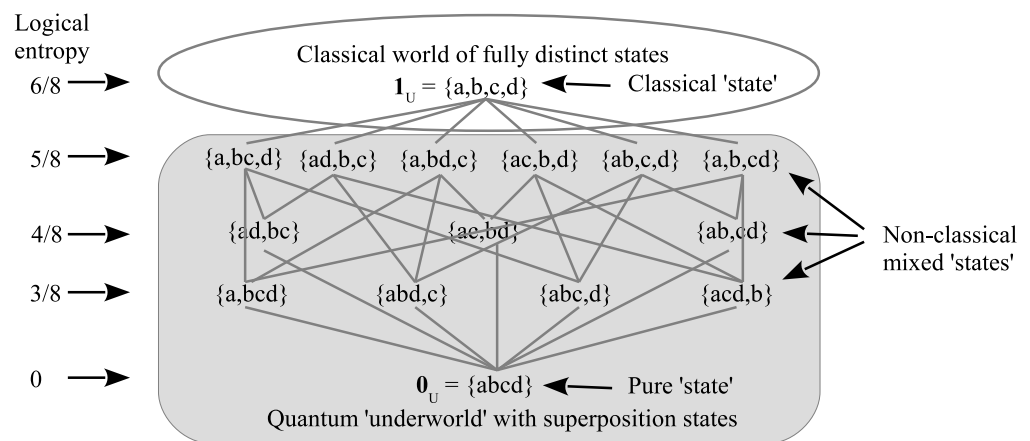 Logical
entropy
Classical world of fully distinct states
6/8
1U = {a,b,c,d}
Classical 'state'
5/8
{a,bc,d} {ad,b,c} {a,bd,c} {ac,b,d} {ab,c,d} {a,b,cd}
4/8
{ad,bc} {ac,bd} {ab,cd}
Non-classical
mixed 'states'
3/8
{a,bcd} {abd,c} {abc,d} {acd,b}
0
0U = {abcd}
Pure 'state'
Quantum 'underworld' with superposition states